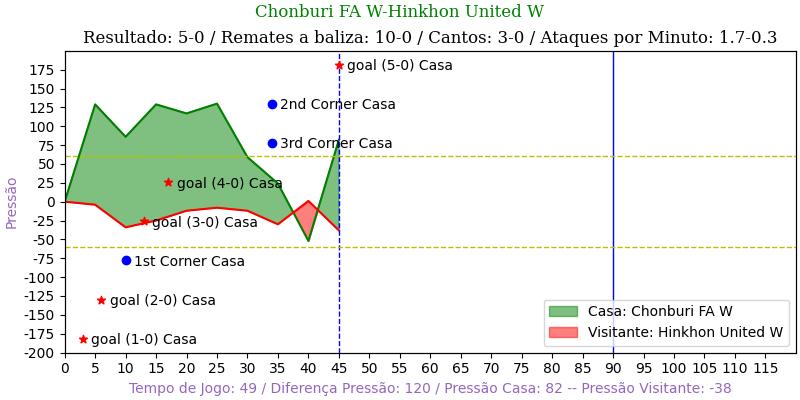 Chonburi FA W-Hinkhon United W
Resultado: 5-0 / Remates a baliza: 10-0 / Cantos: 3-0 / Ataques por Minuto: 1.7-0.3
175
150
125
100
75
50
25
0
-25
-50
-75
-100
-125
-150
-175
-200
Pressão
goal (5-0) Casa
2nd Corner Casa
3rd Corner Casa
goal (4-0) Casa
goal (3-0) Casa
1st Corner Casa
goal (2-0) Casa
goal (1-0) Casa
Casa: Chonburi FA W
Visitante: Hinkhon United W
0 5 10 15 20 25 30 35 40 45 50 55 60 65 70 75 80 85 90 95 100 105 110 115
Tempo de Jogo: 49 / Diferença Pressão: 120 / Pressão Casa: 82 -- Pressão Visitante: -38